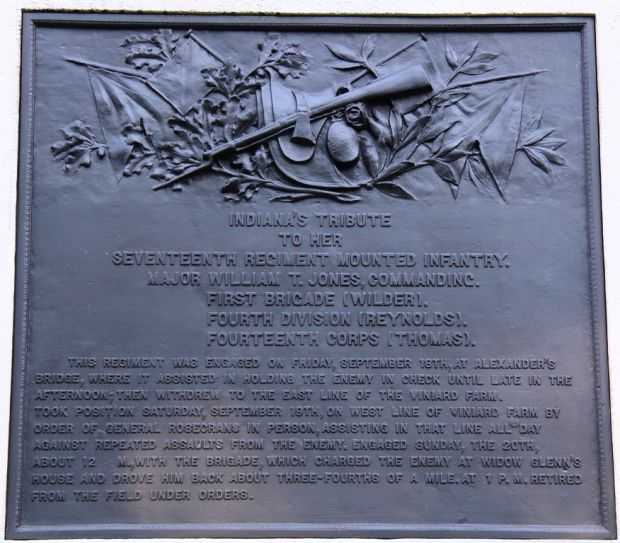 INDIANA'S TRIBUTE
TO HER
SEVENTEENTH REGIMENT MOUNTED INFANTRY.
MAJOR WILLIAM T. JONES, COMMANDING.
FIRST BRIGADE (WILDER).
FOURTH DIVISION (REYNOLDS).
FOURTEENTH CORPS (THOMAS).
THIS REGIMENT WAS ENGAGED ON FRIDAY, SEPTEMBER 18TH, AT ALEXANDER'S
BRIDGE, WHERE IT ASSISTED IN HOLDING THE ENEMY IN CHECK UNTIL LATE IN THE
AFTERNOON; THEN WITHDREW TO THE EAST LINE OF THE VINIARD FARM.
TOOK POSITION SATURDAY, SEPTEMBER 19TH, ON WEST LINE OF VINIARD FARM BY
ORDER OF GENERAL ROSECRANS IN PERSON, ASSISTING IN THAT LINE ALL DAY
AGAINST REPEATED ASSAULTS FROM THE ENEMY. ENGAGED SUNDAY, THE 20TH,
ABOUT 12 M., WITH THE BRIGADE, WHICH CHARGED THE ENEMY AT WIDOW GLENN'S
HOUSE AND DROVE HIM BACK ABOUT THREE-FOURTHS OF A MILE. AT 1 P. M. RETIRED
FROM THE FIELD UNDER ORDERS.